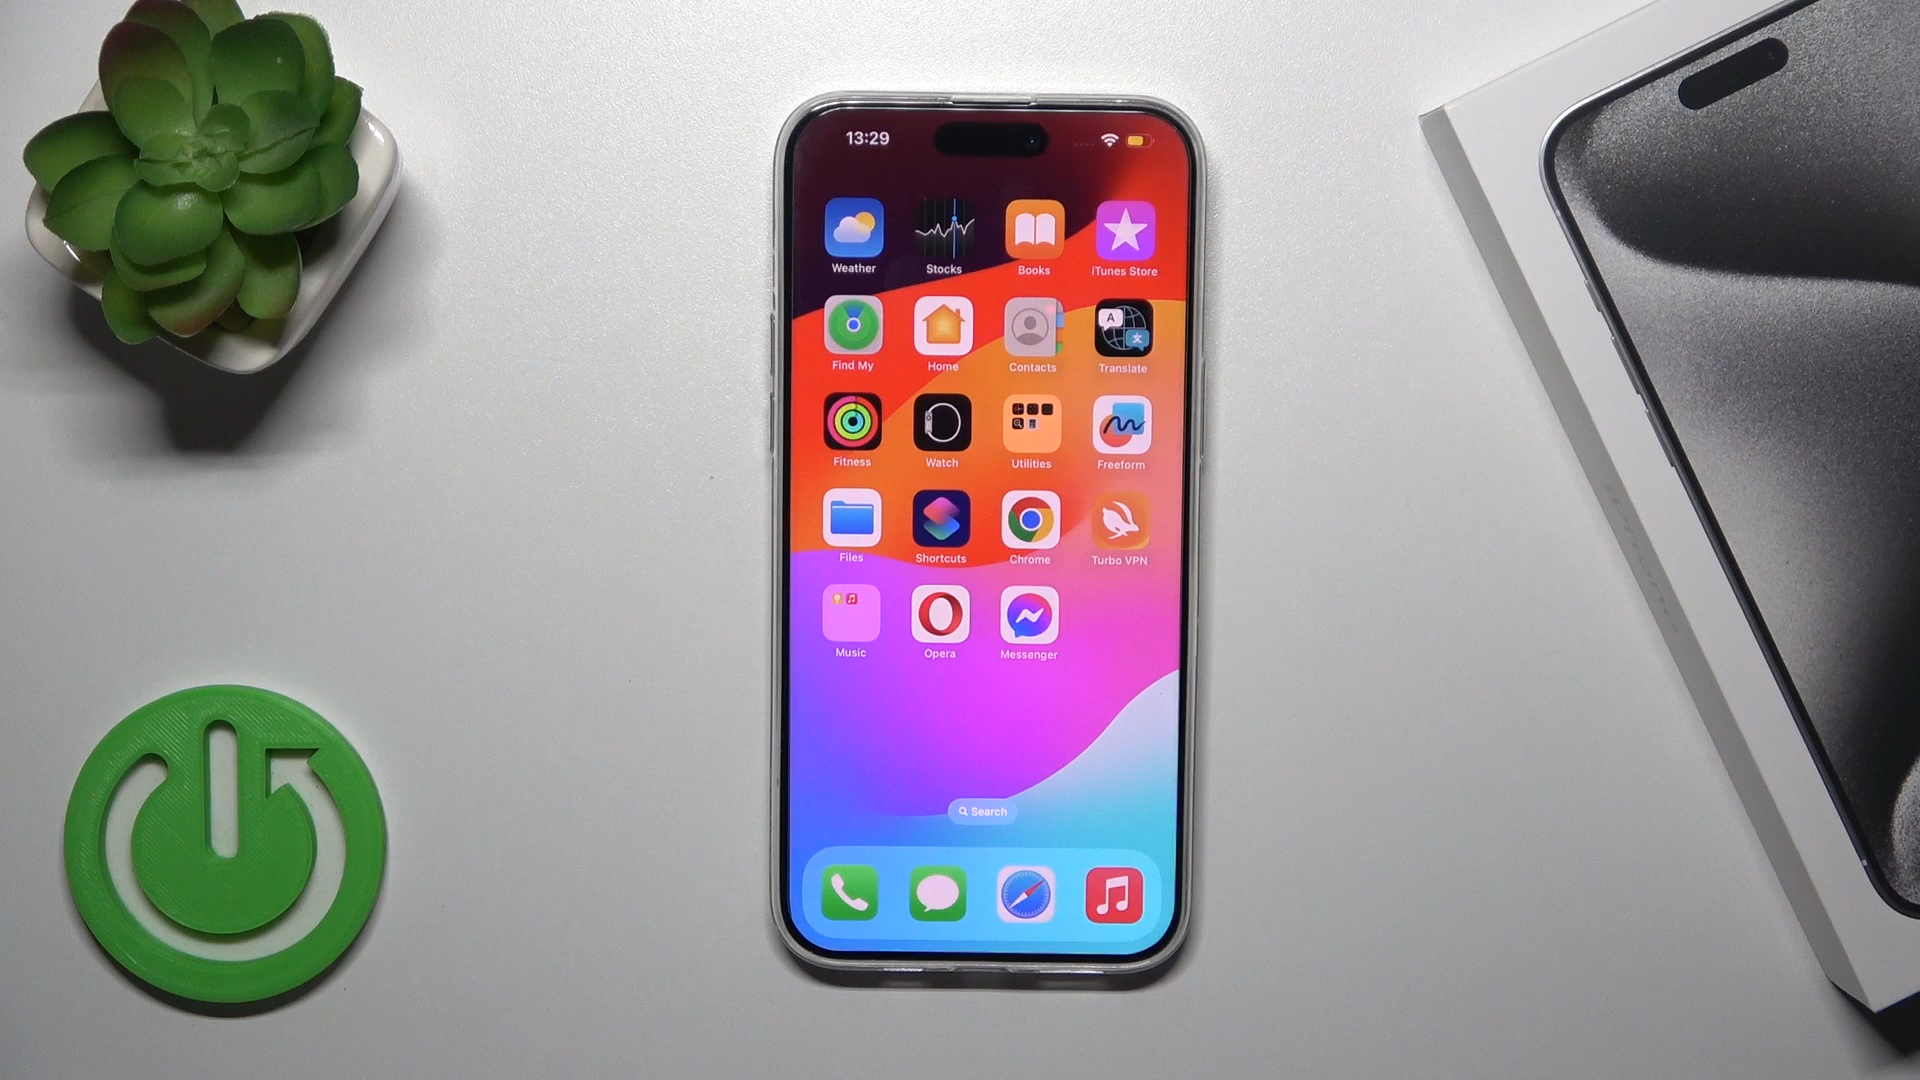 13:29
Weather Stocks Books iTunes Store
Find My Home Contacts Translate
Fitness Watch Utilities Freeform
Files Shortcuts Chrome Turbo VPN
Music Opera Messenger
Search